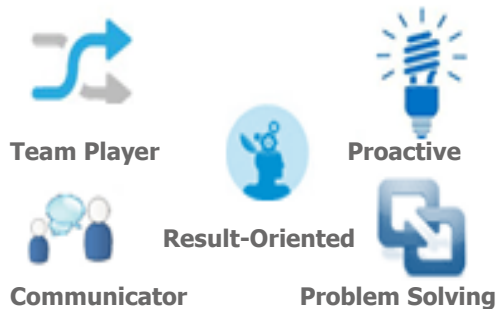 Team Player
Proactive
Result-Oriented
Communicator
Problem Solving